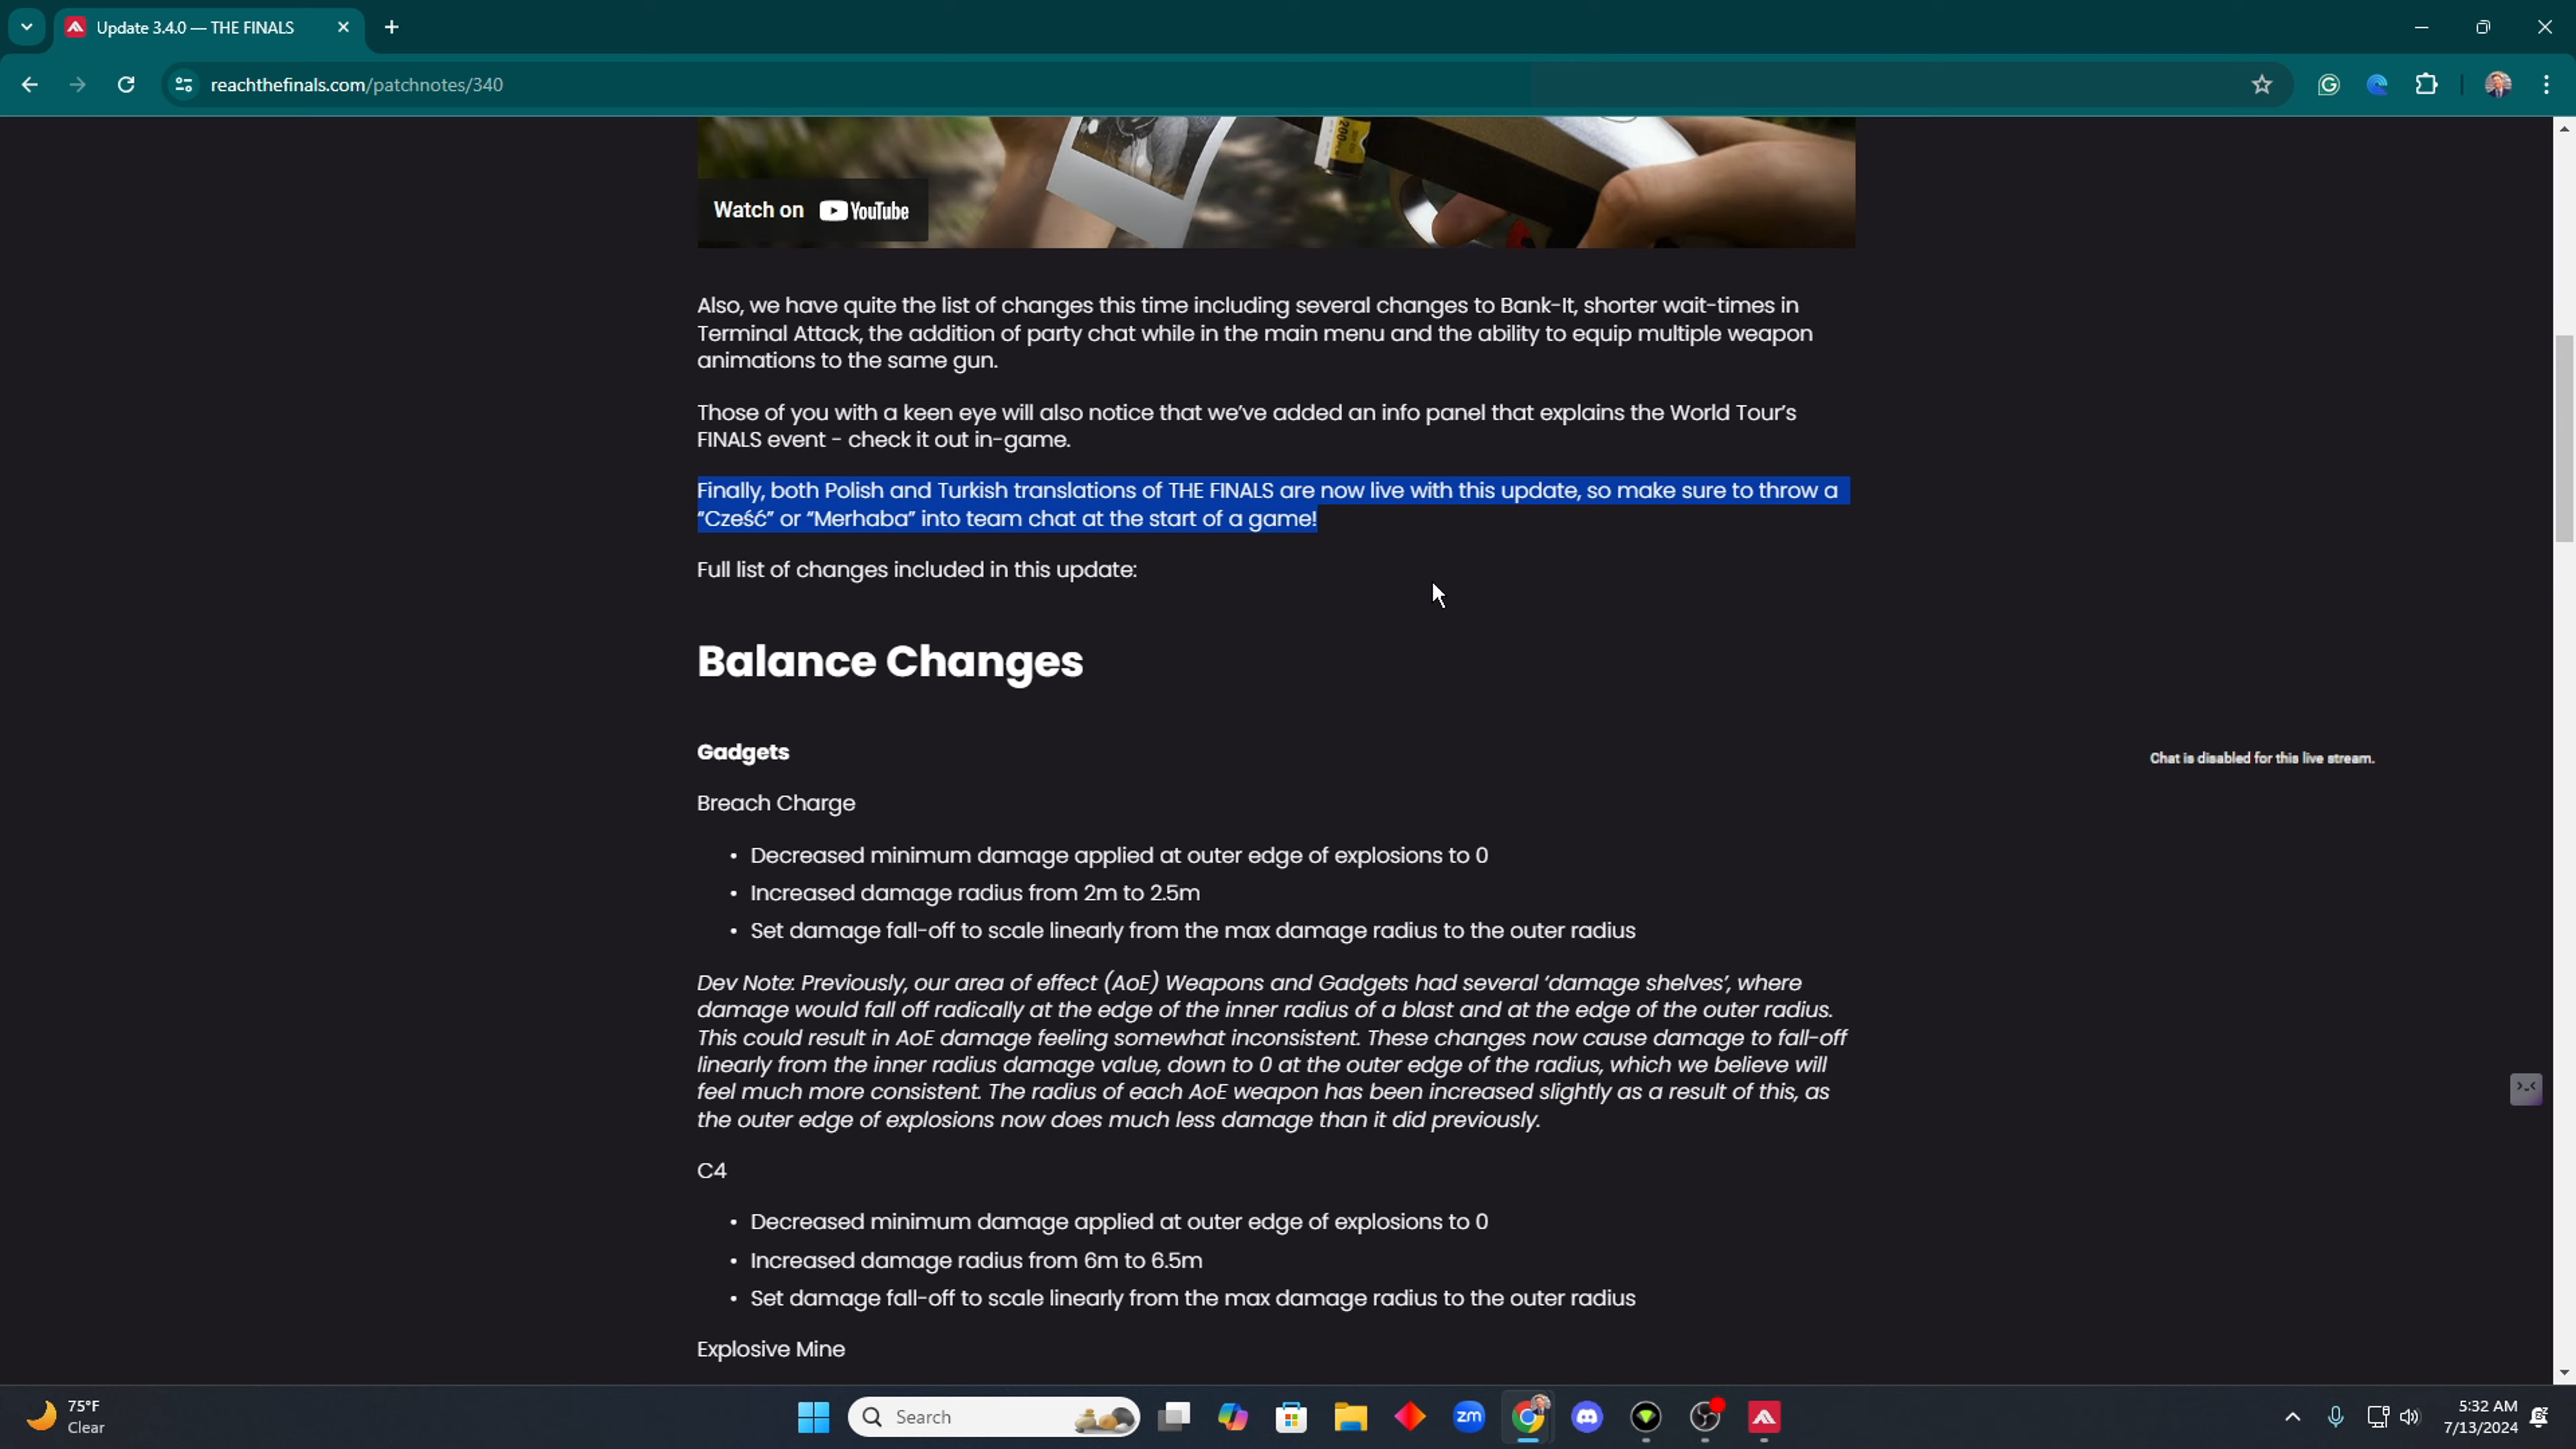 Update 3.4.0 — THE FINALS
reachthefinals.com/patchnotes/340
200
Watch on YouTube
Also, we have quite the list of changes this time including several changes to Bank-It, shorter wait-times in
Terminal Attack, the addition of party chat while in the main menu and the ability to equip multiple weapon
animations to the same gun.
Those of you with a keen eye will also notice that we’ve added an info panel that explains the World Tour’s
FINALS event - check it out in-game.
Finally, both Polish and Turkish translations of THE FINALS are now live with this update, so make sure to throw a
“Cześć” or “Merhaba” into team chat at the start of a game!
Full list of changes included in this update:
Balance Changes
Gadgets
Chat is disabled for this live stream.
Breach Charge
• Decreased minimum damage applied at outer edge of explosions to 0
• Increased damage radius from 2m to 2.5m
• Set damage fall-off to scale linearly from the max damage radius to the outer radius
Dev Note: Previously, our area of effect (AoE) Weapons and Gadgets had several ‘damage shelves’, where
damage would fall off radically at the edge of the inner radius of a blast and at the edge of the outer radius.
This could result in AoE damage feeling somewhat inconsistent. These changes now cause damage to fall-off
linearly from the inner radius damage value, down to 0 at the outer edge of the radius, which we believe will
feel much more consistent. The radius of each AoE weapon has been increased slightly as a result of this, as
the outer edge of explosions now does much less damage than it did previously.
C4
• Decreased minimum damage applied at outer edge of explosions to 0
• Increased damage radius from 6m to 6.5m
• Set damage fall-off to scale linearly from the max damage radius to the outer radius
Explosive Mine
75°F
Clear
Search
zm
5:32 AM
7/13/2024